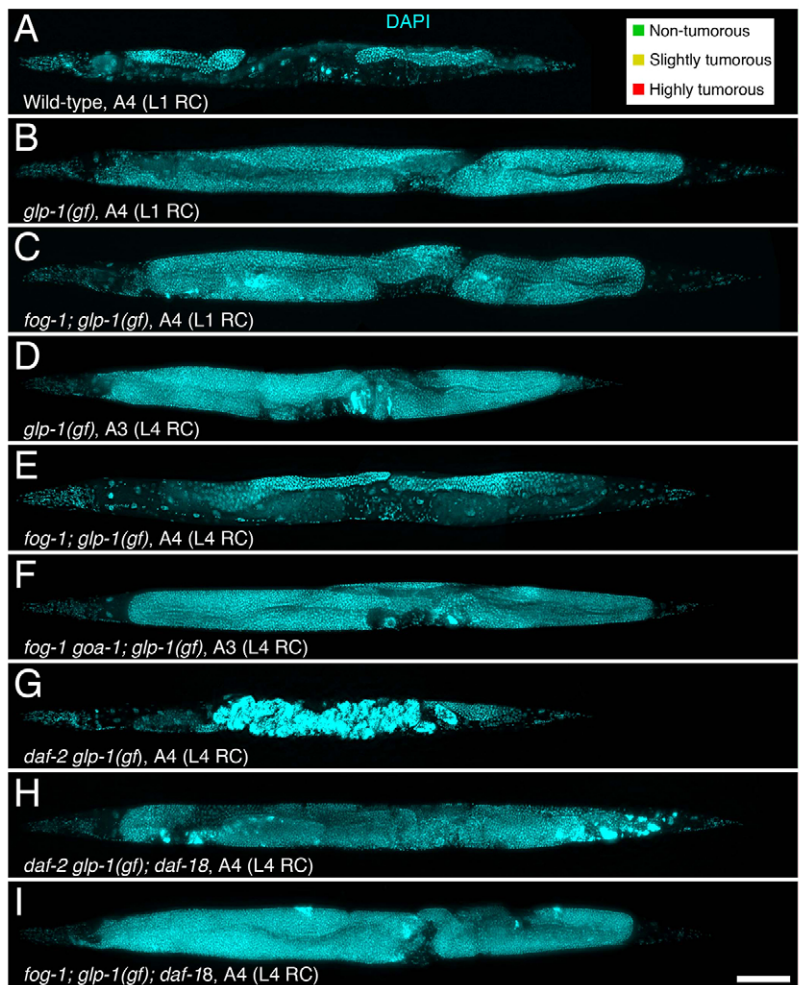 A
DAPI
Non-tumorous
Slightly tumorous
Highly tumorous
Wild-type, A4 (L1 RC)
B
glp-1(gf), A4 (L1 RC)
C
fog-1; glp-1(gf), A4 (L1 RC)
D
glp-1(gf), A3 (L4 RC)
E
fog-1; glp-1(gf), A4 (L4 RC)
F
fog-1 goa-1; glp-1(gf), A3 (L4 RC)
G
daf-2 glp-1(gf), A4 (L4 RC)
H
daf-2 glp-1(gf); daf-18, A4 (L4 RC)
I
fog-1; glp-1(gf); daf-18, A4 (L4 RC)